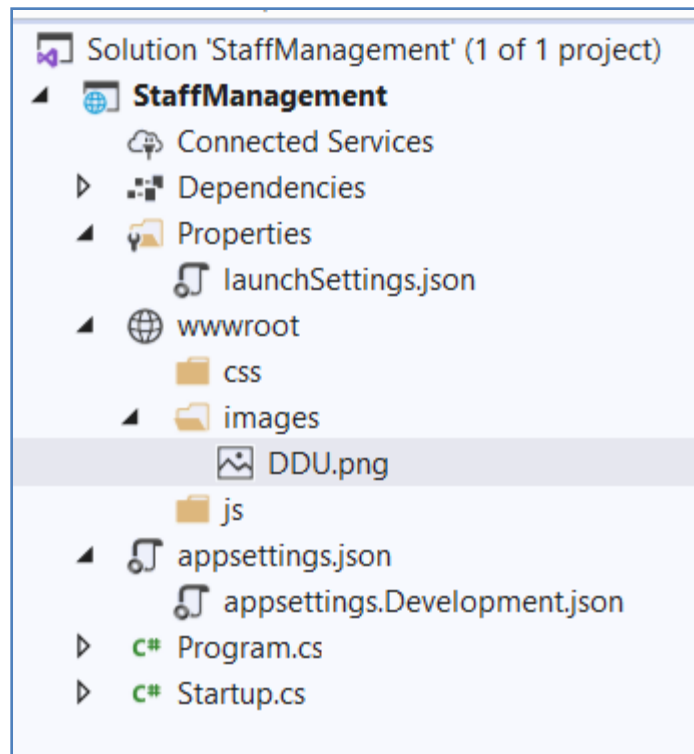 Solution 'StaffManagement' (1 of 1 project)
StaffManagement
Connected Services
Dependencies
Properties
launchSettings.json
wwwroot
css
images
DDU.png
js
appsettings.json
appsettings.Development.json
C# Program.cs
C# Startup.cs